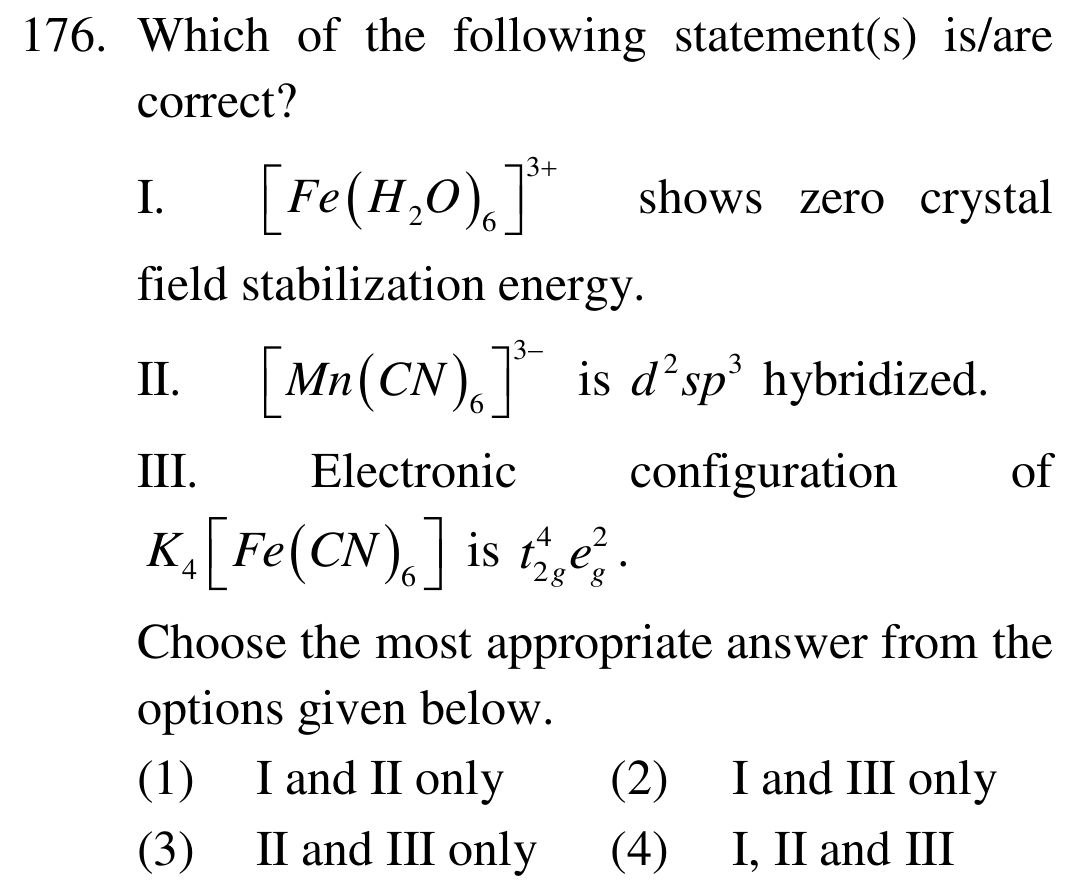 176. Which of the following statement(s) is/are
correct?
I. [Fe(H₂O)₆]³⁺ shows zero crystal
field stabilization energy.
II. [Mn(CN)₆]³⁻ is d²sp³ hybridized.
III. Electronic configuration of
K₄[Fe(CN)₆] is t₂g⁴e_g².
Choose the most appropriate answer from the
options given below.
(1) I and II only (2) I and III only
(3) II and III only (4) I, II and III